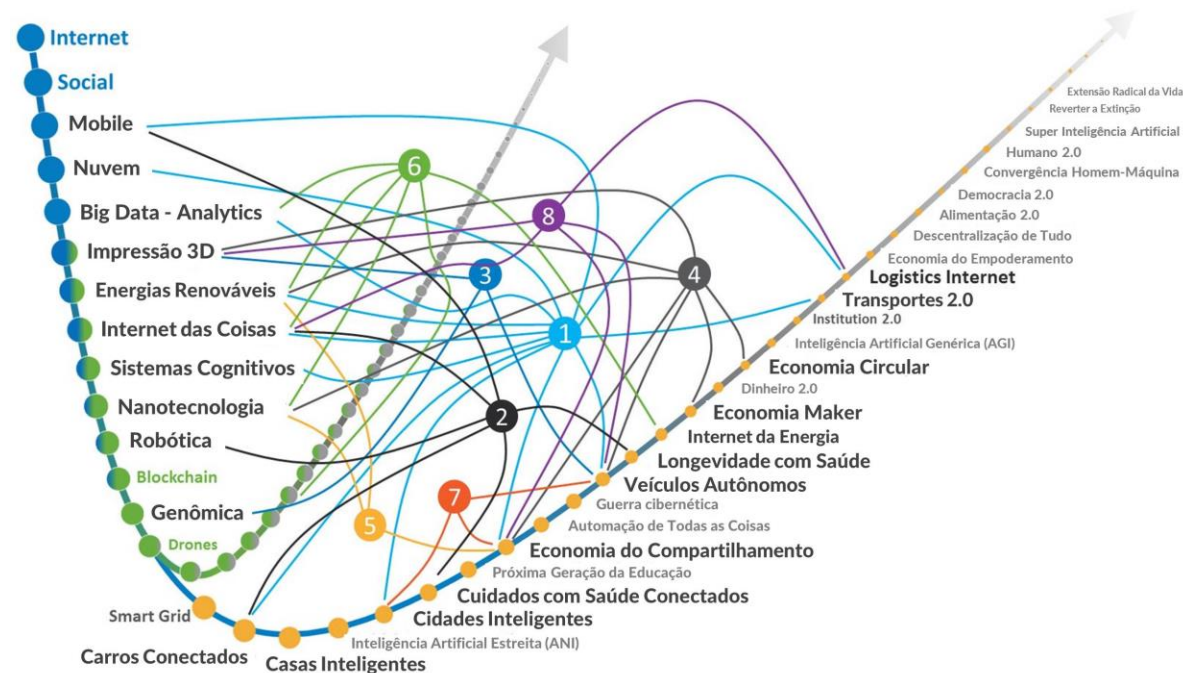 Internet
Social
Mobile
Nuvem
Big Data - Analytics
Impressão 3D
Energias Renováveis
Internet das Coisas
Sistemas Cognitivos
Nanotecnologia
Robótica
Blockchain
Genômica
Drones
Smart Grid
Carros Conectados
Casas Inteligentes
6
8
3
4
1
2
7
5
Extensão Radical da Vida
Reverter a Extinção
Super Inteligência Artificial
Humano 2.0
Convergência Homem-Máquina
Democracia 2.0
Alimentação 2.0
Descentralização de Tudo
Economia do Empoderamento
Logistics Internet
Transportes 2.0
Institution 2.0
Inteligência Artificial Genérica (AGI)
Economia Circular
Dinheiro 2.0
Economia Maker
Internet da Energia
Longevidade com Saúde
Veículos Autônomos
Guerra cibernética
Automação de Todas as Coisas
Economia do Compartilhamento
Próxima Geração da Educação
Cuidados com Saúde Conectados
Cidades Inteligentes
Inteligência Artificial Estreita (ANI)